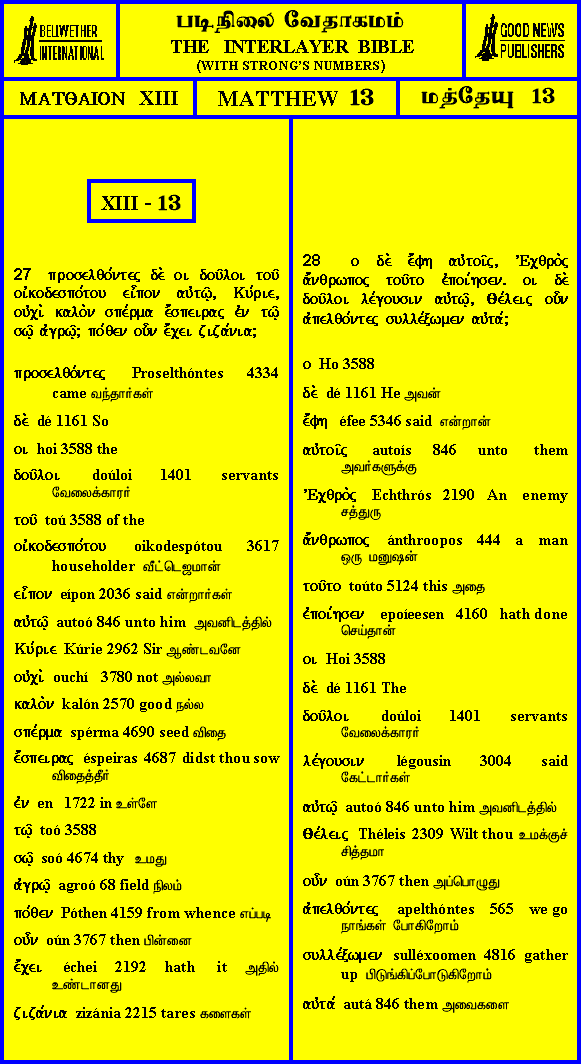 BELLWETHER
INTERNATIONAL
படிநிலை வேதாகமம்
THE INTERLAYER BIBLE
(WITH STRONG'S NUMBERS)
GOOD NEWS
PUBLISHERS
ΜΑΤΘΑΙΟΝ XIII
MATTHEW 13
மத்தேயு 13
XIII - 13
27 προσελθόντες δὲ οι δοῦλοι τοῦ
οἰκοδεσπότου εἶπον αὐτῷ, Κύριε,
οὐχὶ καλὸν σπέρμα ἔσπειρας ἐν τῷ
σῷ ἀγρῷ; πόθεν οὖν ἔχει ζιζάνια;
προσελθόντες Proselthóntes 4334
came வந்தார்கள்
δὲ dé 1161 So
οι hoi 3588 the
δοῦλοι doúloi 1401 servants
வேலைக்காரர்
τοῦ toú 3588 of the
οἰκοδεσπότου oikodespótou 3617
householder வீட்டெஜமான்
εἶπον eípon 2036 said என்றார்கள்
αὐτῷ autoó 846 unto him அவனிடத்தில்
Κύριε Kúrie 2962 Sir ஆண்டவனே
οὐχὶ ouchí 3780 not அல்லவா
καλὸν kalón 2570 good நல்ல
σπέρμα spérma 4690 seed விதை
ἔσπειρας éspeiras 4687 didst thou sow
விதைத்தீர்
ἐν en 1722 in உள்ளே
τῷ toó 3588
σῷ soó 4674 thy உமது
ἀγρῷ agroó 68 field நிலம்
πόθεν Póthen 4159 from whence எப்படி
οὖν oún 3767 then பின்னை
ἔχει échei 2192 hath it அதில்
உண்டானது
ζιζάνια zizánia 2215 tares களைகள்
28 ο δὲ ἔφη αὐτοῖς, Ἐχθρὸς
ἄνθρωπος τοῦτο ἐποίησεν. οι δὲ
δοῦλοι λέγουσιν αὐτῷ, Θέλεις οὖν
ἀπελθόντες συλλέξωμεν αὐτά;
ο Ho 3588
δὲ dé 1161 He அவன்
ἔφη éfee 5346 said என்றான்
αὐτοῖς autoís 846 unto them
அவர்களுக்கு
Ἐχθρὸς Echthrós 2190 An enemy
சத்துரு
ἄνθρωπος ánthroopos 444 a man
ஒரு மனுஷன்
τοῦτο toúto 5124 this அதை
ἐποίησεν epoíeesen 4160 hath done
செய்தான்
οι Hoi 3588
δὲ dé 1161 The
δοῦλοι doúloi 1401 servants
வேலைக்காரர்
λέγουσιν légousin 3004 said
கேட்டார்கள்
αὐτῷ autoó 846 unto him அவனிடத்தில்
Θέλεις Théleis 2309 Wilt thou உமக்குச்
சித்தமா
οὖν oún 3767 then அப்பொழுது
ἀπελθόντες apelthóntes 565 we go
நாங்கள் போகிறோம்
συλλέξωμεν sulléxoomen 4816 gather
up பிடுங்கிப்போடுகிறோம்
αὐτά autá 846 them அவைகளை